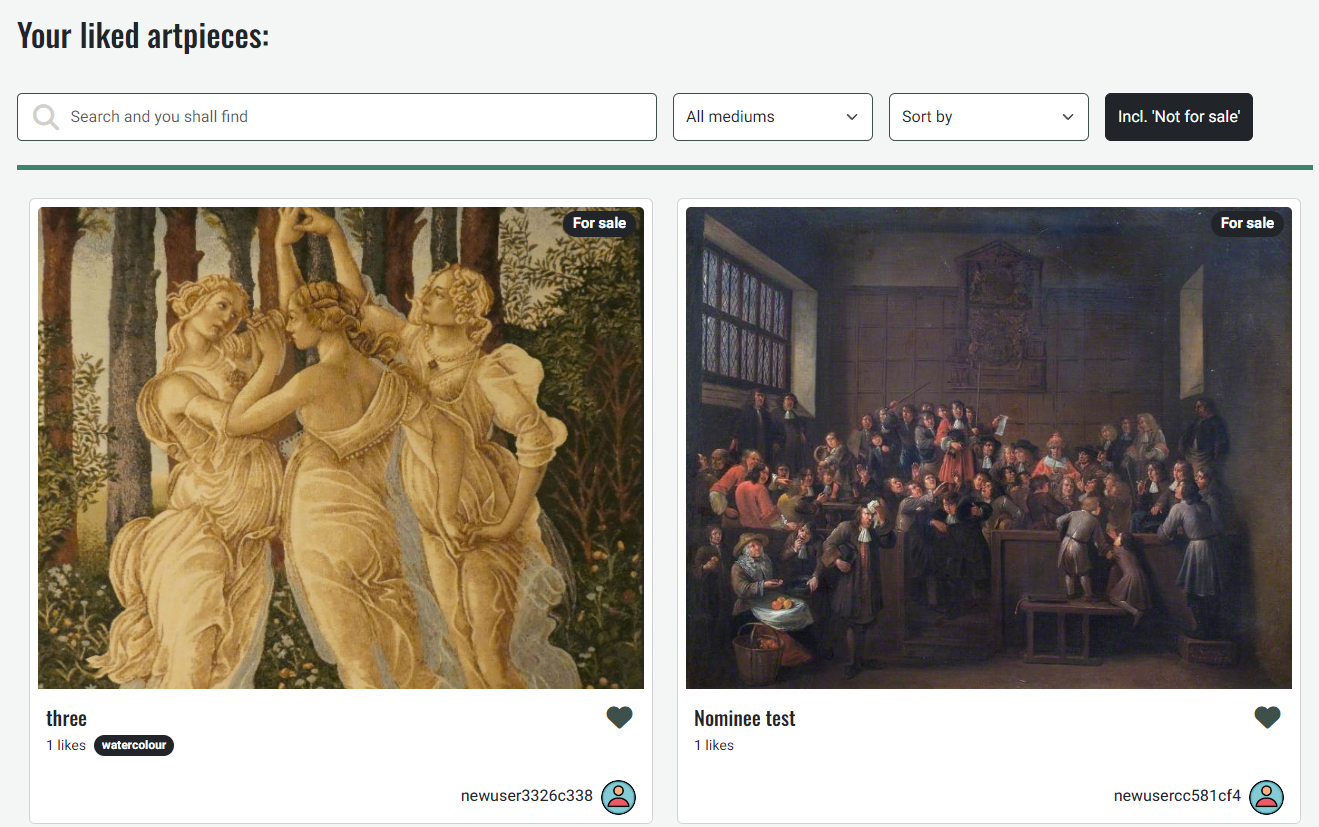 Your liked artpieces:
Search and you shall find
All mediums
Sort by
Incl. 'Not for sale'
For sale
three
1 likes
watercolour
newuser3326c338
For sale
Nominee test
1 likes
newusercc581cf4